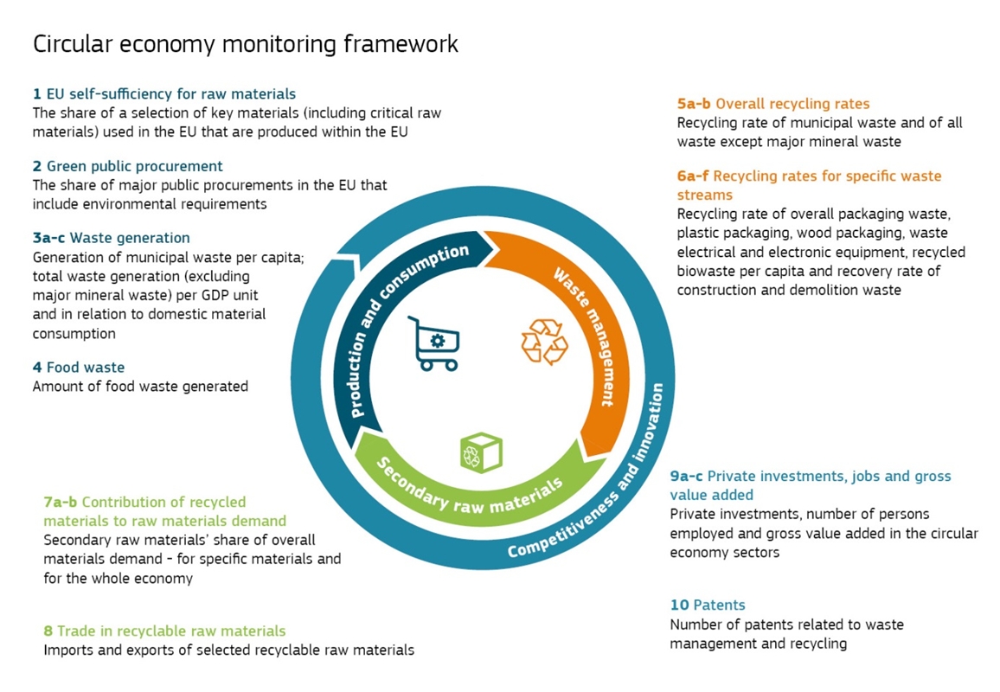 Circular economy monitoring framework
1 EU self-sufficiency for raw materials
The share of a selection of key materials (including critical raw
materials) used in the EU that are produced within the EU
2 Green public procurement
The share of major public procurements in the EU that
include environmental requirements
3a-c Waste generation
Generation of municipal waste per capita;
total waste generation (excluding
major mineral waste) per GDP unit
and in relation to domestic material
consumption
4 Food waste
Amount of food waste generated
5a-b Overall recycling rates
Recycling rate of municipal waste and of all
waste except major mineral waste
6a-f Recycling rates for specific waste
streams
Recycling rate of overall packaging waste,
plastic packaging, wood packaging, waste
electrical and electronic equipment, recycled
biowaste per capita and recovery rate of
construction and demolition waste
Production and consumption
Waste management
Secondary raw materials
Competitiveness and innovation
7a-b Contribution of recycled
materials to raw materials demand
Secondary raw materials’ share of overall
materials demand - for specific materials and
for the whole economy
8 Trade in recyclable raw materials
Imports and exports of selected recyclable raw materials
9a-c Private investments, jobs and gross
value added
Private investments, number of persons
employed and gross value added in the circular
economy sectors
10 Patents
Number of patents related to waste
management and recycling